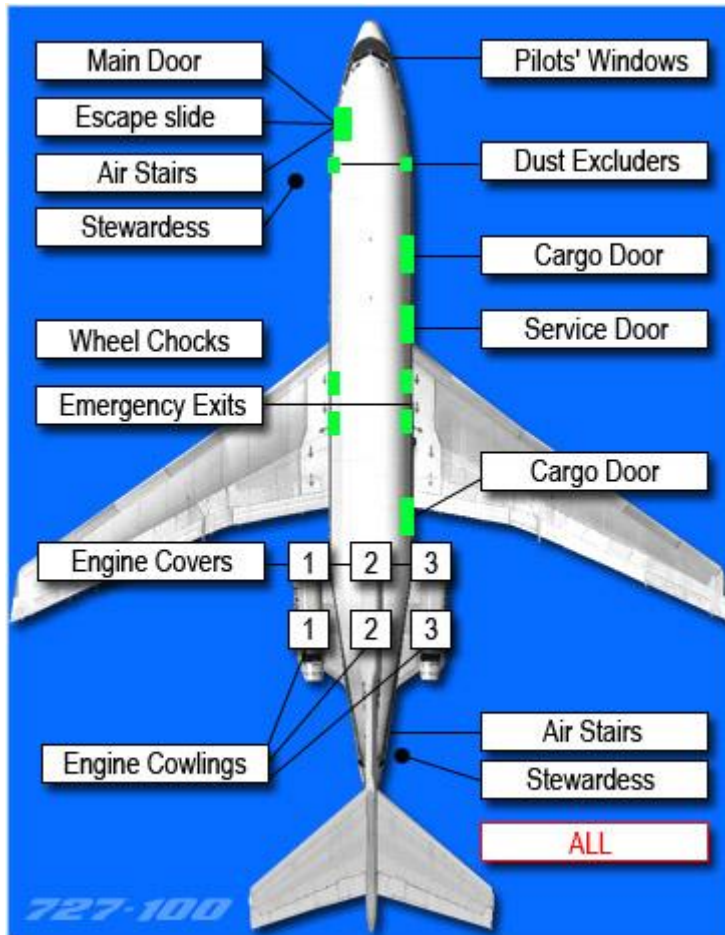 Main Door
Pilots' Windows
Escape slide
Air Stairs
Dust Excluders
Stewardess
Cargo Door
Wheel Chocks
Service Door
Emergency Exits
Cargo Door
Engine Covers
1
2
3
1
2
3
Air Stairs
Engine Cowlings
Stewardess
ALL
727-100